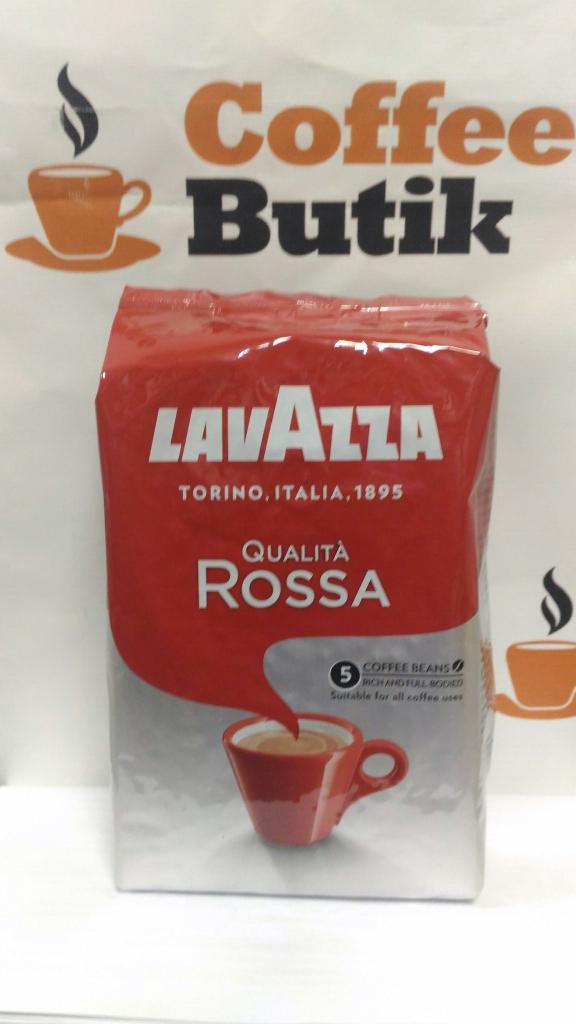 Coffee
Butik
LAVAZZA
TORINO, ITALIA, 1895
QUALITÀ
ROSSA
5 COFFEE BEANS
RICH AND FULL-BODIED
Suitable for all coffee uses